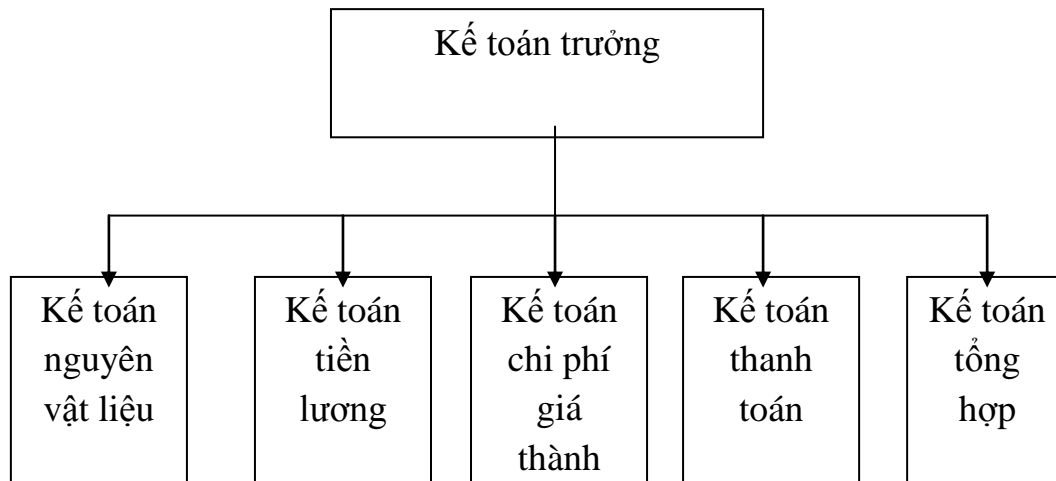 Kế toán trưởng
Kế toán
nguyên
vật liệu
Kế toán
tiền
lương
Kế toán
chi phí
giá
thành
Kế toán
thanh
toán
Kế toán
tổng
hợp